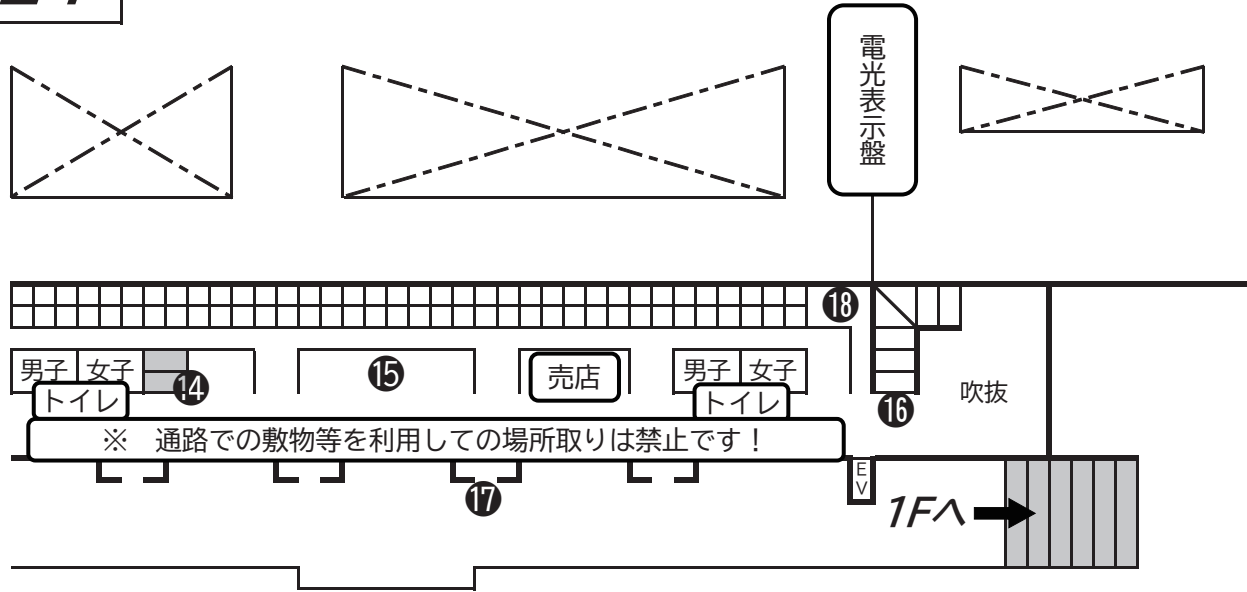 電光表示盤
⑱
男子 女子
⑭
⑮
売店
男子 女子
トイレ
トイレ
⑯
吹抜
※ 通路での敷物等を利用しての場所取りは禁止です！
EV
⑰
1Fへ